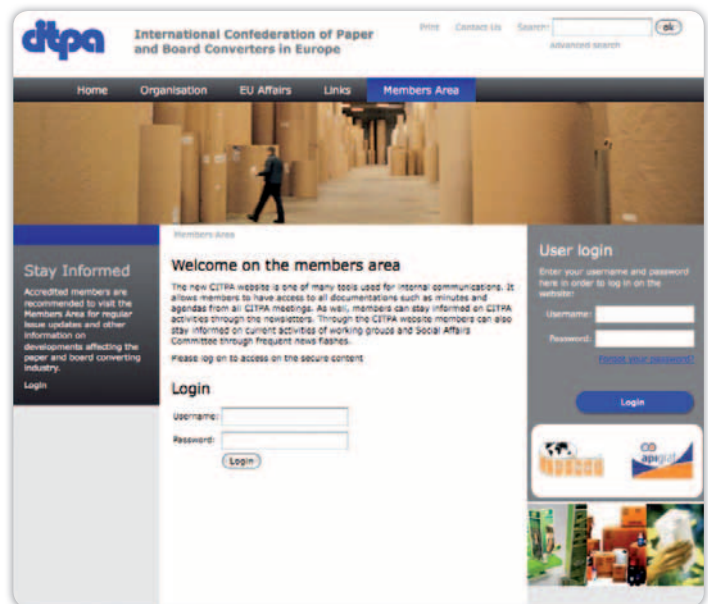 citpa
International Confederation of Paper
and Board Converters in Europe
Print Contact Us Search: ok
Advanced search
Home Organisation EU Affairs Links Members Area
Members Area
Stay Informed
Accredited members are
recommended to visit the
Members Area for regular
issue updates and other
information on
developments affecting the
paper and board converting
industry.
Login
Welcome on the members area
The new CITPA website is one of many tools used for internal communications. It
allows members to have access to all documentations such as minutes and
agendas from all CITPA meetings. As well, members can stay informed on CITPA
activities through the newsletters. Through the CITPA website members can also
stay informed on current activities of working groups and Social Affairs
Committee through frequent news flashes.
Please log on to access on the secure content
Login
Username:
Password:
Login
User login
Enter your username and password
here in order to log in on the
website:
Username:
Password:
Forgot your password?
Login
apigraf